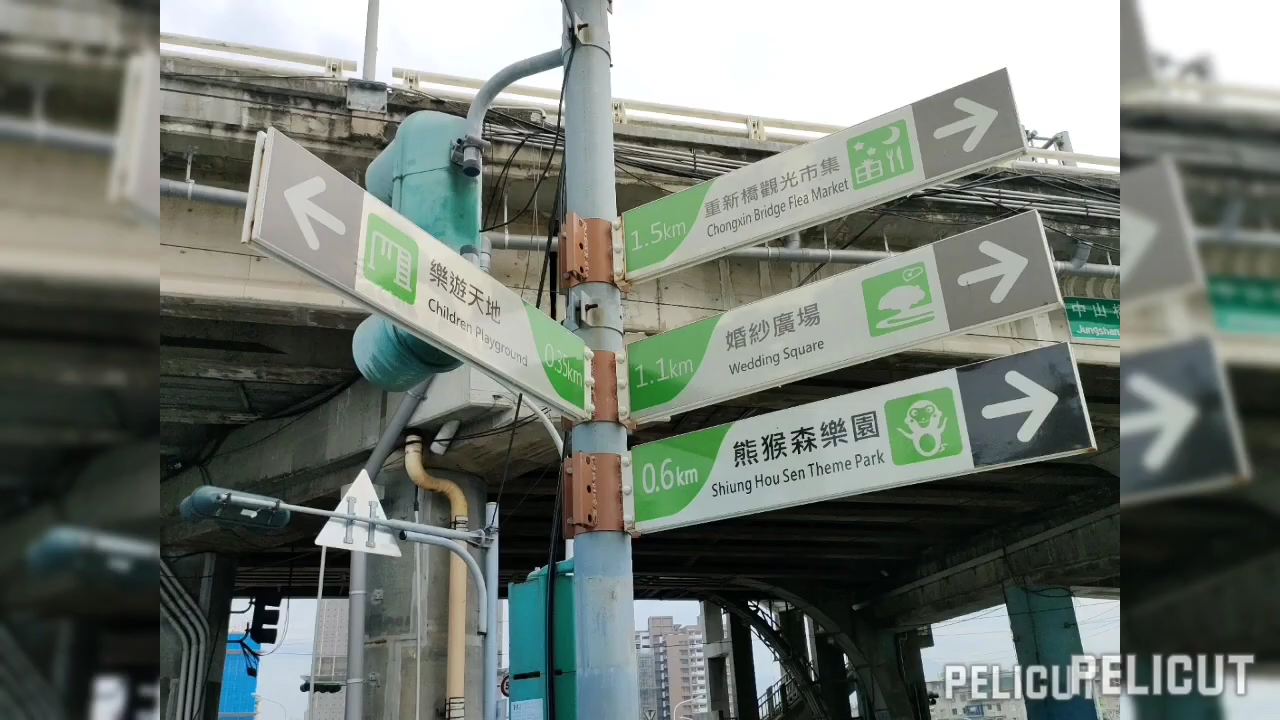 重新橋觀光市集
Chongxin Bridge Flea Market
1.5km
樂遊天地
Children Playground
0.35km
婚紗廣場
Wedding Square
1.1km
熊猴森樂園
Shiung Hou Sen Theme Park
0.6km
中山
Jungshan
PELICUT